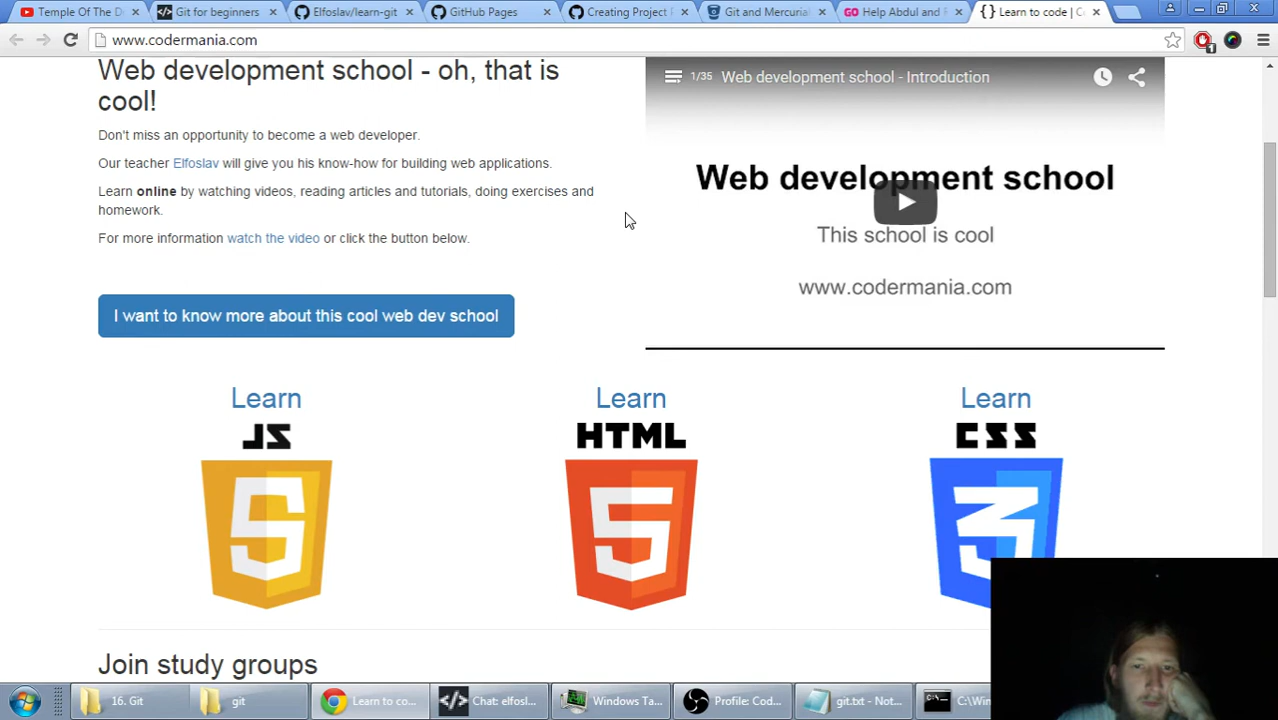 Temple Of The D
Git for beginners
Elfoslav/learn-git
GitHub Pages
Creating Project
Git and Mercuria
GO Help Abdul and
{} Learn to code | C
www.codermania.com
1
Web development school - oh, that is
cool!
Don't miss an opportunity to become a web developer.
Our teacher Elfoslav will give you his know-how for building web applications.
Learn online by watching videos, reading articles and tutorials, doing exercises and
homework.
For more information watch the video or click the button below.
I want to know more about this cool web dev school
1/35 Web development school - Introduction
Web development school
This school is cool
www.codermania.com
Learn
JS
Learn
HTML
5
Learn
CSS
3
Join study groups
16. Git
git
Learn to co...
Chat: elfosl...
Windows Ta...
Profile: Cod...
git.txt - Not...
C:\Win